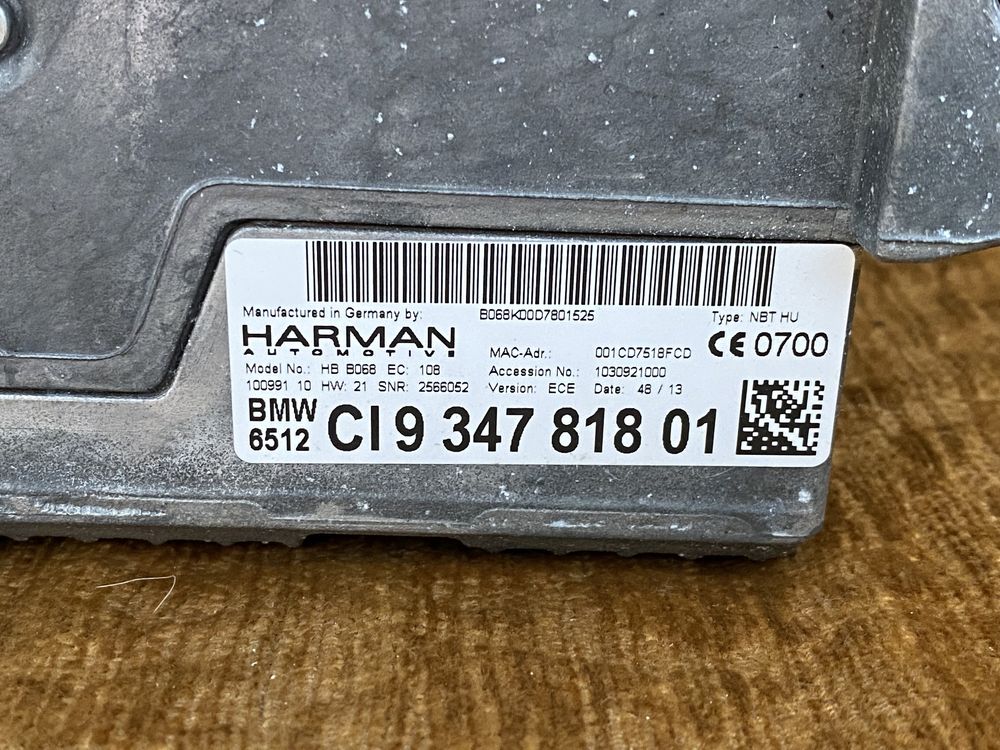 Manufactured in Germany by: B068K00D7801525 Type: NBT HU
HARMAN
AUTOMOTIVE MAC-Adr.: 001CD7518FCD CE 0700
Model No.: HB B068 EC: 108 Accession No.: 1030921000
100991 10 HW: 21 SNR: 2566052 Version: ECE Date: 48 / 13
BMW
6512 CI 9 347 818 01